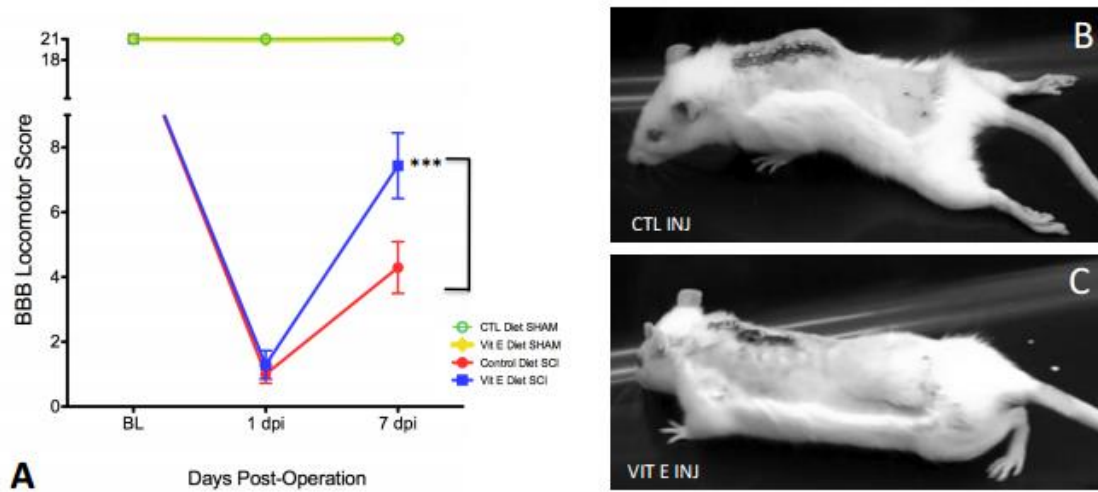 21
18
8
6
4
2
0
BBB Locomotor Score
***
CTL Diet SHAM
Vit E Diet SHAM
Control Diet SCI
Vit E Diet SCI
BL
1 dpi
7 dpi
Days Post-Operation
A
B
CTL INJ
C
VIT E INJ